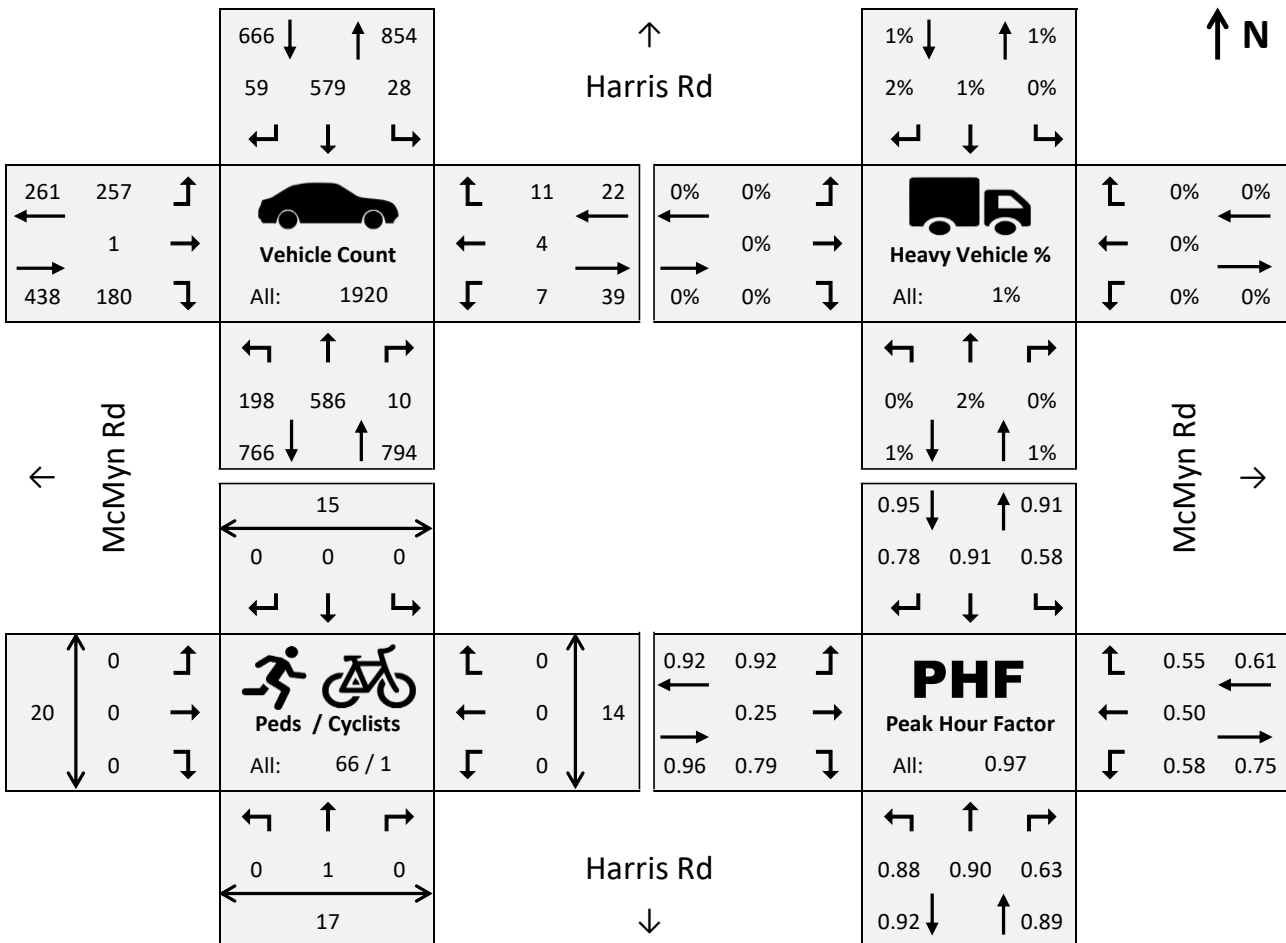 666 854 1% 1% N
Harris Rd
59 579 28 2% 1% 0%
261 257 11 22 0% 0% 0% 0%
1 Vehicle Count 4 0% Heavy Vehicle % 0%
438 180 All: 1920 7 39 0% 0% All: 1% 0% 0%
198 586 10 0% 2% 0%
766 794 1% 1%
McMyn Rd
McMyn Rd
15 0.95 0.91
0 0 0 0.78 0.91 0.58
0 0 0.92 0.92 PHF 0.55 0.61
20 0 Peds / Cyclists 0 14 0.25 Peak Hour Factor 0.50
0 All: 66 / 1 0 0.96 0.79 All: 0.97 0.58 0.75
0 1 0 Harris Rd 0.88 0.90 0.63
17 0.92 0.89